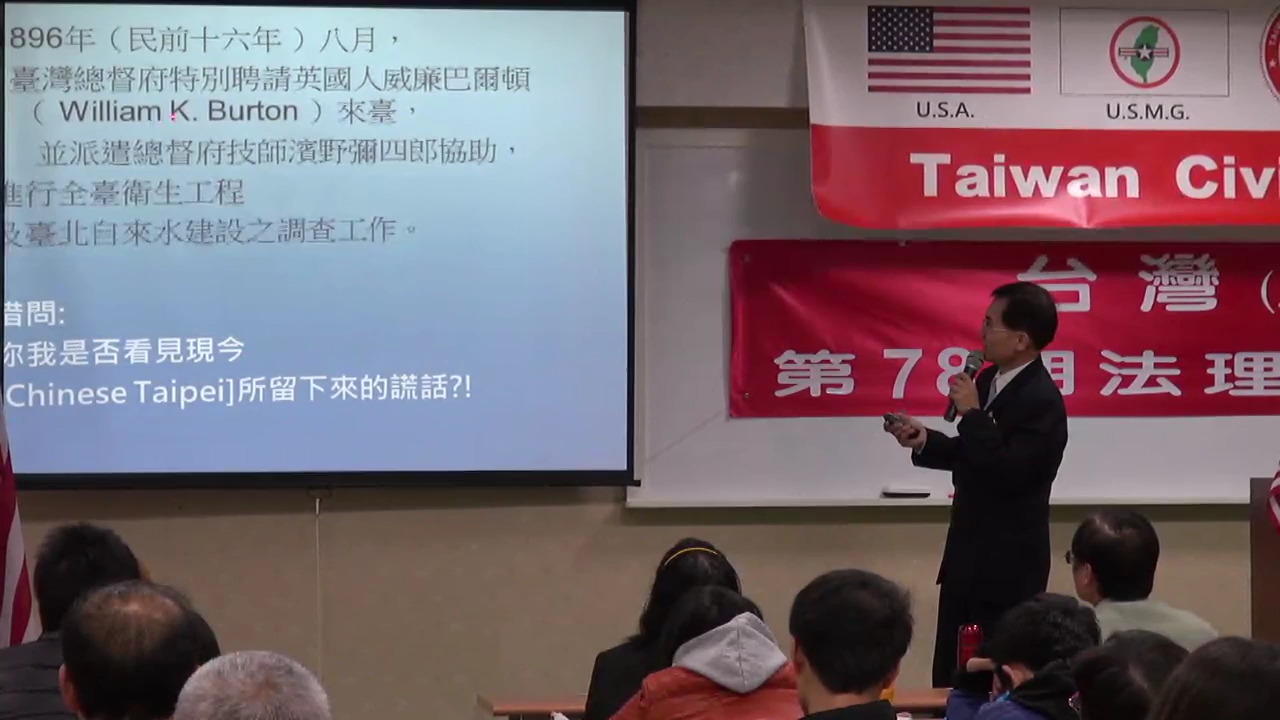 896年（民前十六年）八月，
臺灣總督府特別聘請英國人威廉巴爾頓
（William K. Burton）來臺，
並派遣總督府技師濱野彌四郎協助，
進行全臺衛生工程
及臺北自來水建設之調查工作。
借問:
你我是否看見現今
Chinese Taipei]所留下來的謊話?!
U.S.A.
U.S.M.G.
Taiwan Civi
台灣（
第78期法理